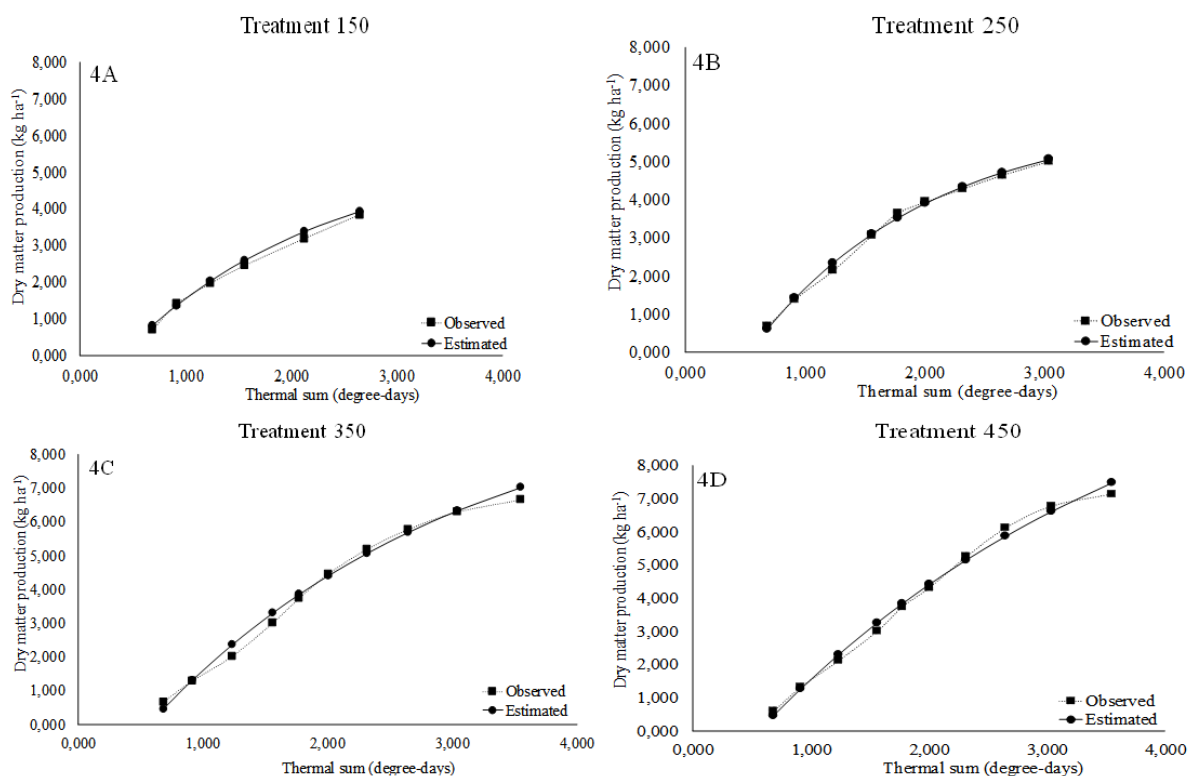 Treatment 150
4A
Dry matter production (kg ha⁻¹)
8,000
7,000
6,000
5,000
4,000
3,000
2,000
1,000
0,000
0,000 1,000 2,000 3,000 4,000
Thermal sum (degree-days)
Observed
Estimated
Treatment 250
4B
Dry matter production (kg ha⁻¹)
8,000
7,000
6,000
5,000
4,000
3,000
2,000
1,000
0,000
0,000 1,000 2,000 3,000 4,000
Thermal sum (degree-days)
Observed
Estimated
Treatment 350
4C
Dry matter production (kg ha⁻¹)
8,000
7,000
6,000
5,000
4,000
3,000
2,000
1,000
0,000
0,000 1,000 2,000 3,000 4,000
Thermal sum (degree-days)
Observed
Estimated
Treatment 450
4D
Dry matter production (kg ha⁻¹)
8,000
7,000
6,000
5,000
4,000
3,000
2,000
1,000
0,000
0,000 1,000 2,000 3,000 4,000
Thermal sum (degree-days)
Observed
Estimated